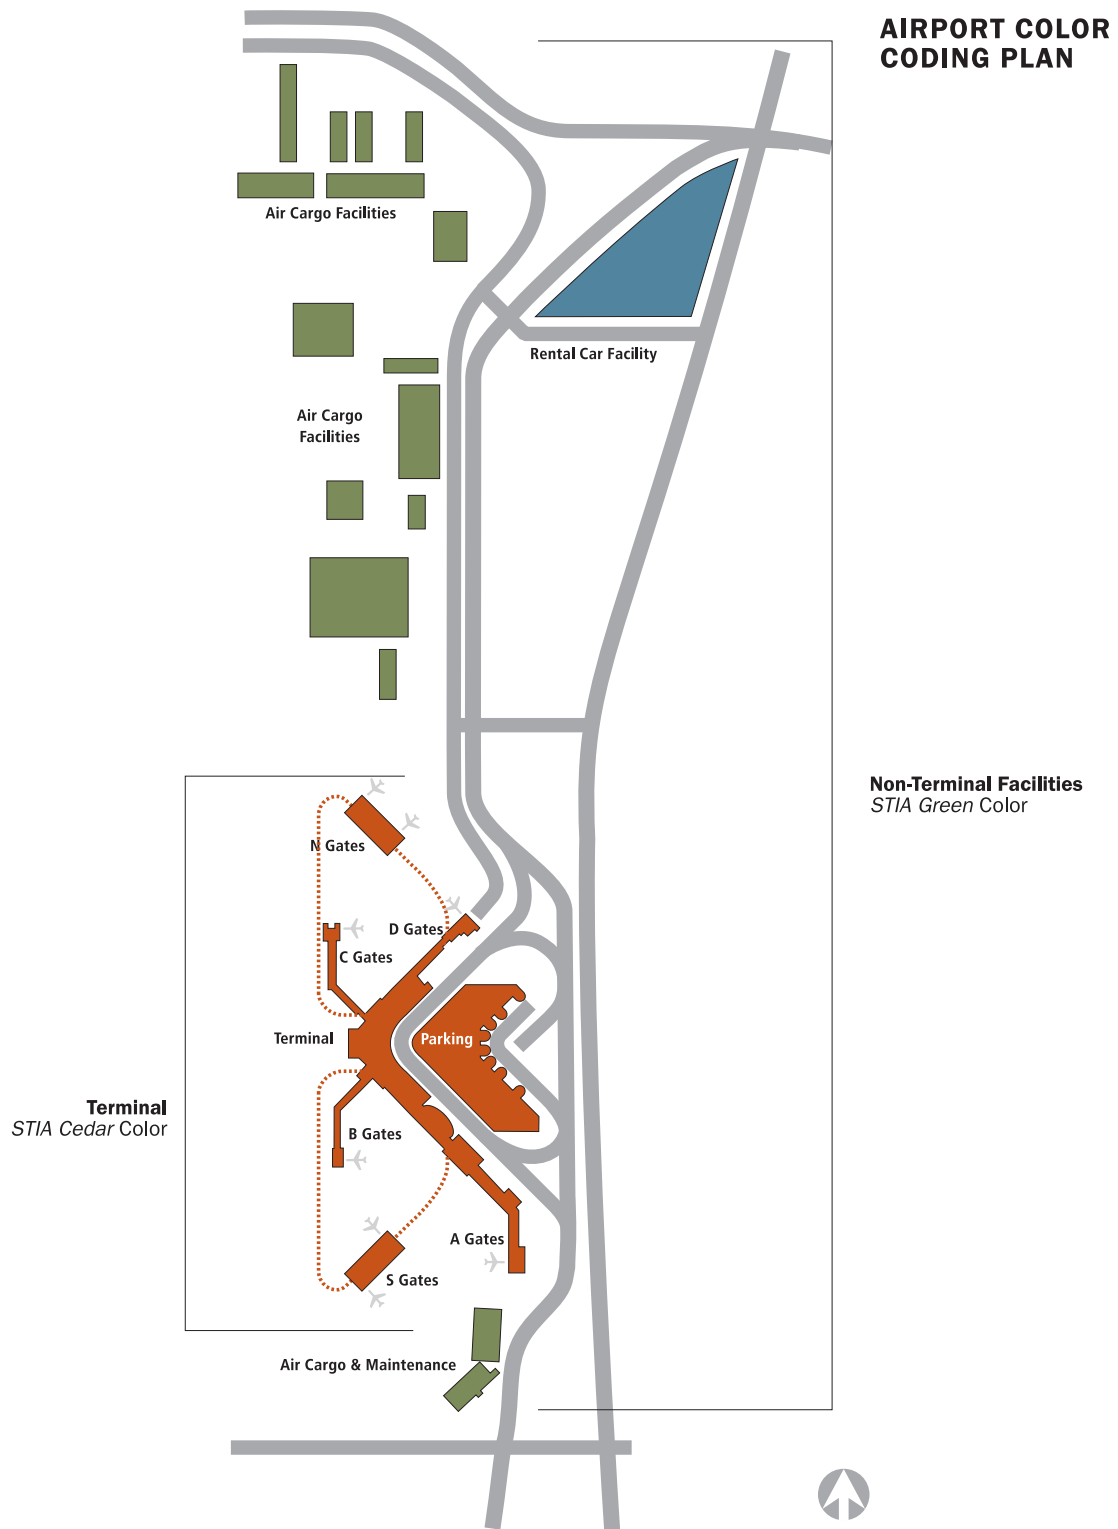 AIRPORT COLOR
CODING PLAN
Air Cargo Facilities
Rental Car Facility
Air Cargo
Facilities
Non-Terminal Facilities
STIA Green Color
N Gates
D Gates
C Gates
Terminal
Parking
Terminal
STIA Cedar Color
B Gates
A Gates
S Gates
Air Cargo & Maintenance